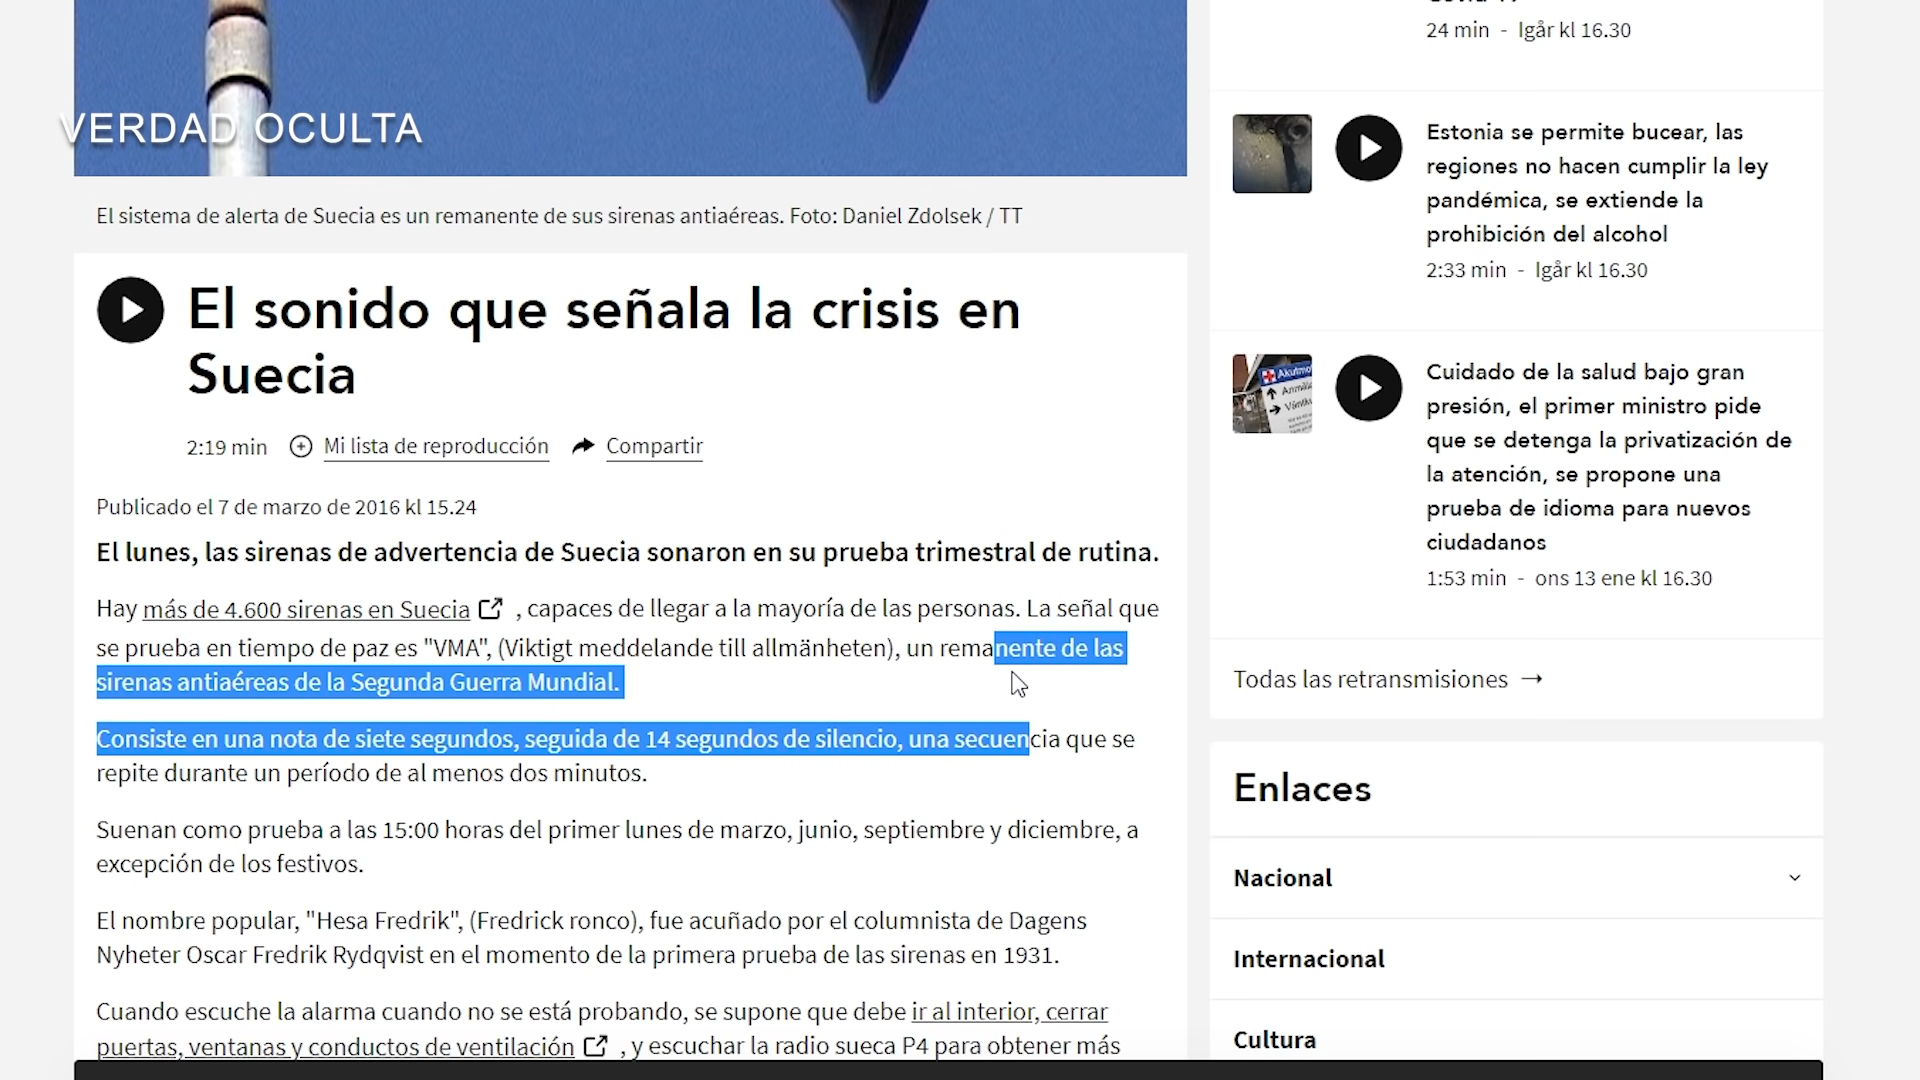 VERDAD OCULTA
El sistema de alerta de Suecia es un remanente de sus sirenas antiaéreas. Foto: Daniel Zdolsek / TT
El sonido que señala la crisis en
Suecia
2:19 min Mi lista de reproducción Compartir
Publicado el 7 de marzo de 2016 kl 15.24
El lunes, las sirenas de advertencia de Suecia sonaron en su prueba trimestral de rutina.
Hay más de 4.600 sirenas en Suecia , capaces de llegar a la mayoría de las personas. La señal que
se prueba en tiempo de paz es "VMA", (Viktigt meddelande till allmänheten), un remanente de las
sirenas antiaéreas de la Segunda Guerra Mundial.
Consiste en una nota de siete segundos, seguida de 14 segundos de silencio, una secuencia que se
repite durante un período de al menos dos minutos.
Suenan como prueba a las 15:00 horas del primer lunes de marzo, junio, septiembre y diciembre, a
excepción de los festivos.
El nombre popular, "Hesa Fredrik", (Fredrick ronco), fue acuñado por el columnista de Dagens
Nyheter Oscar Fredrik Rydqvist en el momento de la primera prueba de las sirenas en 1931.
Cuando escuche la alarma cuando no se está probando, se supone que debe ir al interior, cerrar
puertas, ventanas y conductos de ventilación , y escuchar la radio sueca P4 para obtener más
24 min - Igår kl 16.30
Estonia se permite bucear, las
regiones no hacen cumplir la ley
pandémica, se extiende la
prohibición del alcohol
2:33 min - Igår kl 16.30
Cuidado de la salud bajo gran
presión, el primer ministro pide
que se detenga la privatización de
la atención, se propone una
prueba de idioma para nuevos
ciudadanos
1:53 min - ons 13 ene kl 16.30
Todas las retransmisiones →
Enlaces
Nacional
Internacional
Cultura